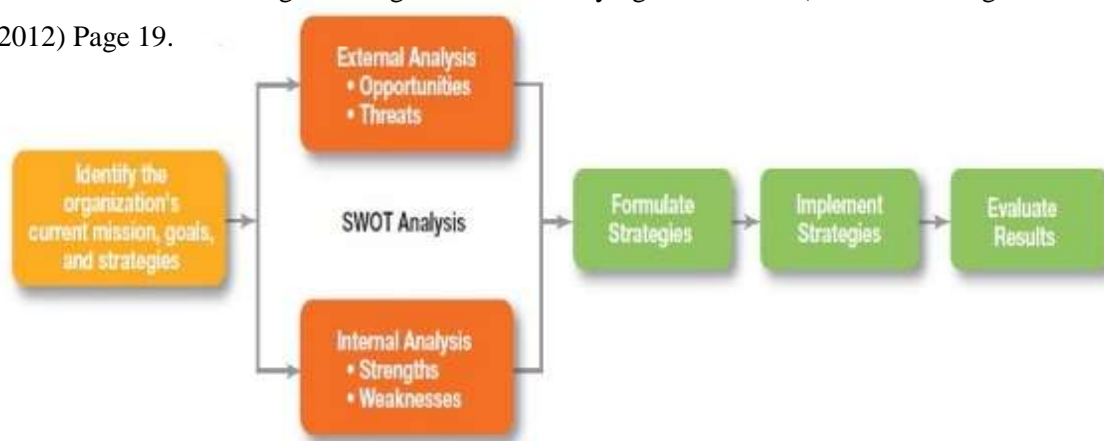 2012) Page 19.
External Analysis
• Opportunities
• Threats
Identify the
organization's
current mission, goals,
and strategies
SWOT Analysis
Formulate
Strategies
Implement
Strategies
Evaluate
Results
Internal Analysis
• Strengths
• Weaknesses